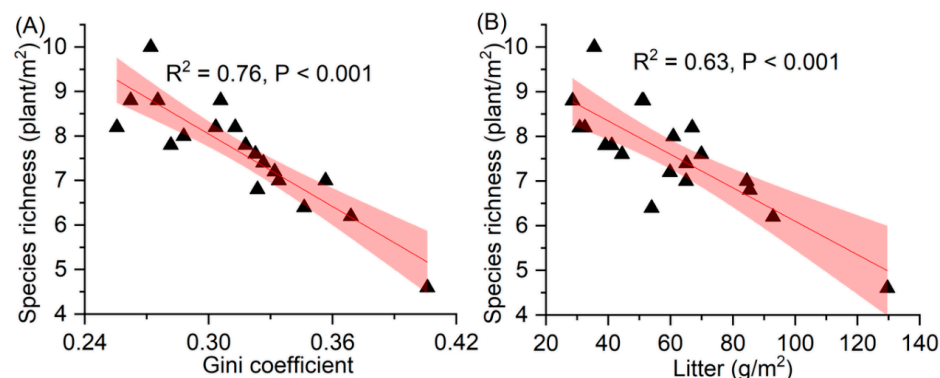 (A)
R² = 0.76, P < 0.001
Species richness (plant/m²)
10
9
8
7
6
5
4
0.24 0.30 0.36 0.42
Gini coefficient
(B)
R² = 0.63, P < 0.001
Species richness (plant/m²)
10
9
8
7
6
5
4
20 40 60 80 100 120 140
Litter (g/m²)